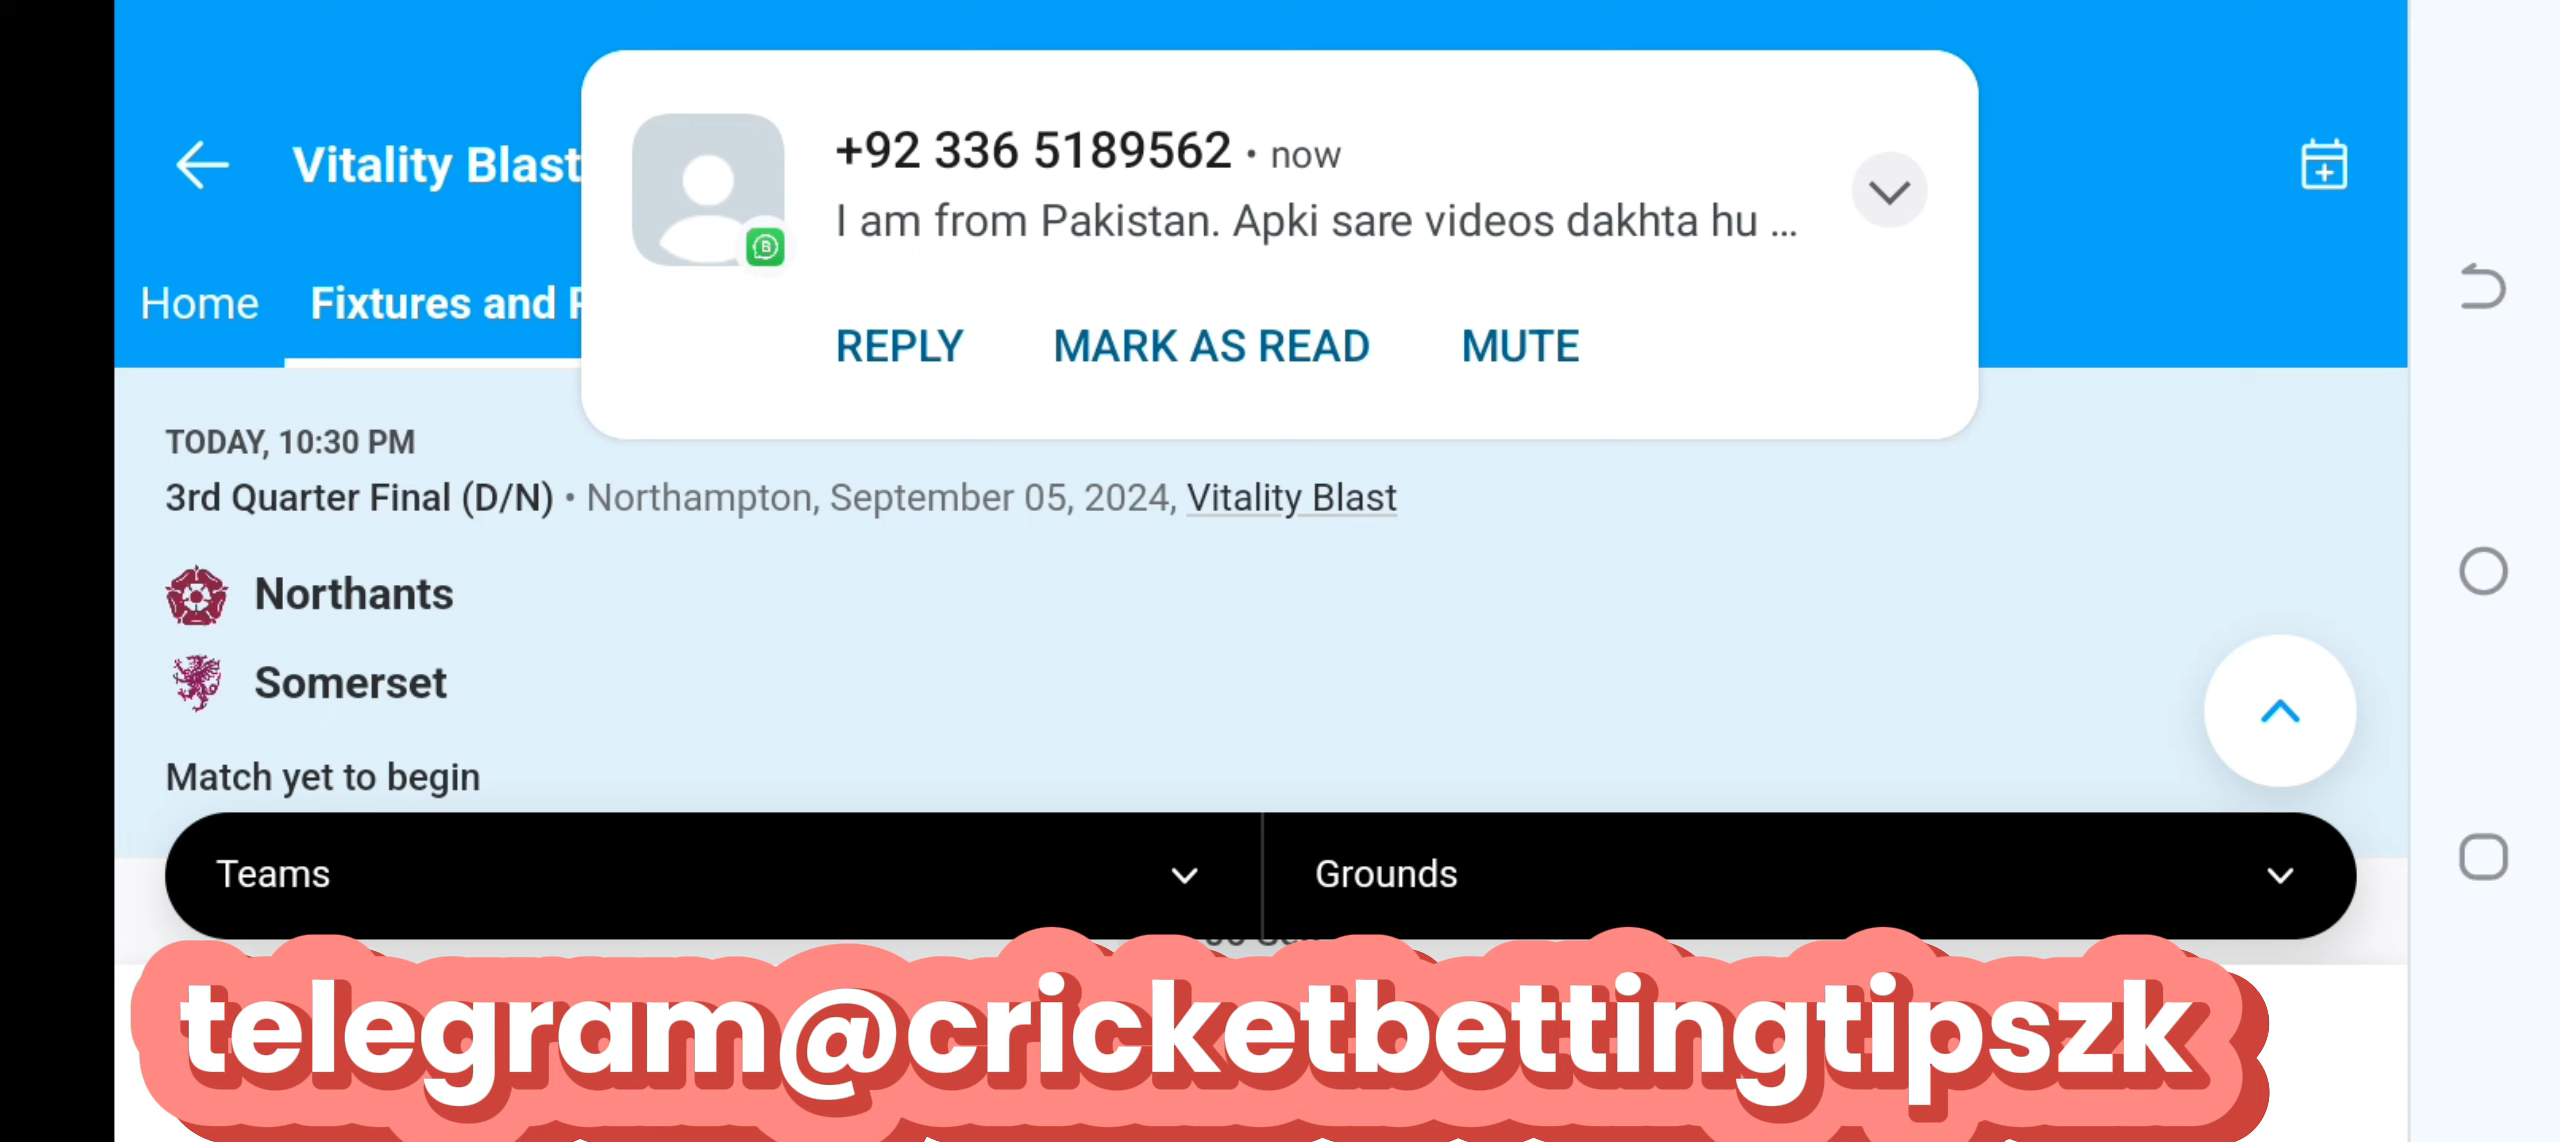 Vitality Blast
+92 336 5189562 • now
I am from Pakistan. Apki sare videos dakhta hu ...
REPLY MARK AS READ MUTE
Home Fixtures and
TODAY, 10:30 PM
3rd Quarter Final (D/N) • Northampton, September 05, 2024, Vitality Blast
Northants
Somerset
Match yet to begin
Teams Grounds
telegram@cricketbettingtipszk